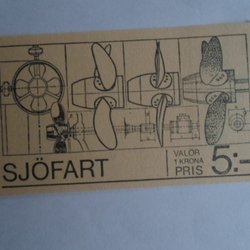 SJÖFART
VALÖR
1 KRONA
PRIS 5:-